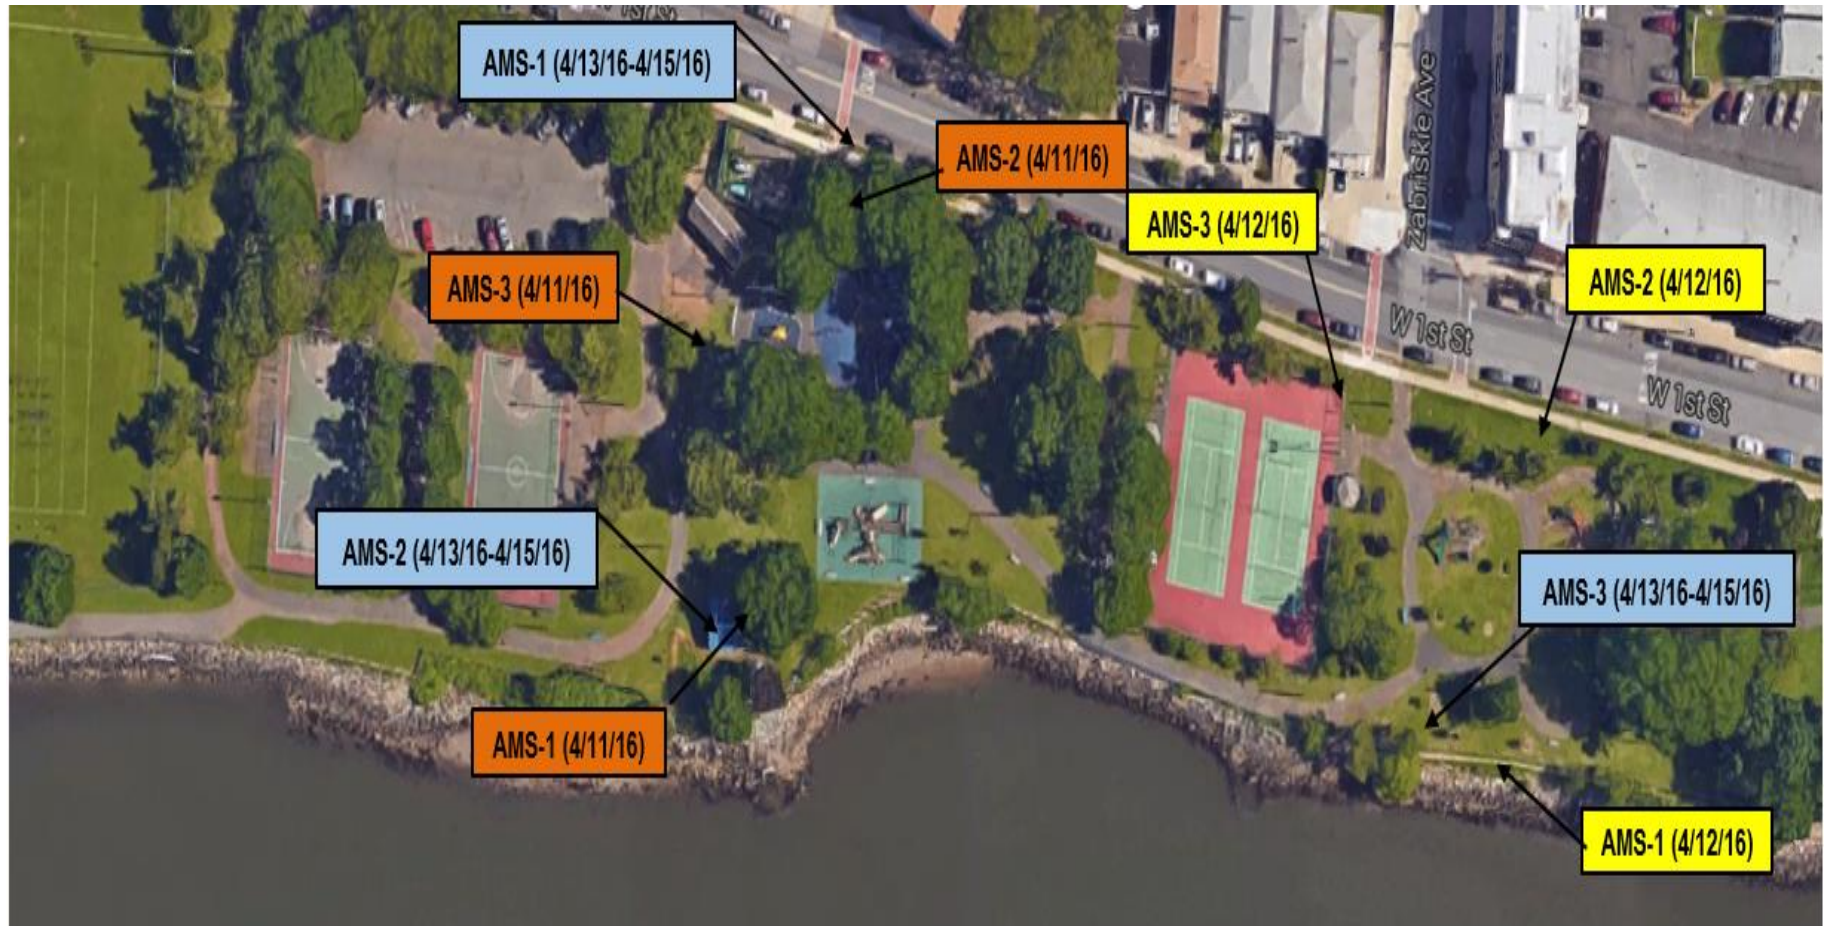 W 1st St
AMS-1 (4/13/16-4/15/16)
AMS-2 (4/11/16)
Zabriskie Ave
AMS-3 (4/12/16)
AMS-2 (4/12/16)
AMS-3 (4/11/16)
W 1st St
W 1st St
AMS-2 (4/13/16-4/15/16)
AMS-3 (4/13/16-4/15/16)
AMS-1 (4/11/16)
AMS-1 (4/12/16)